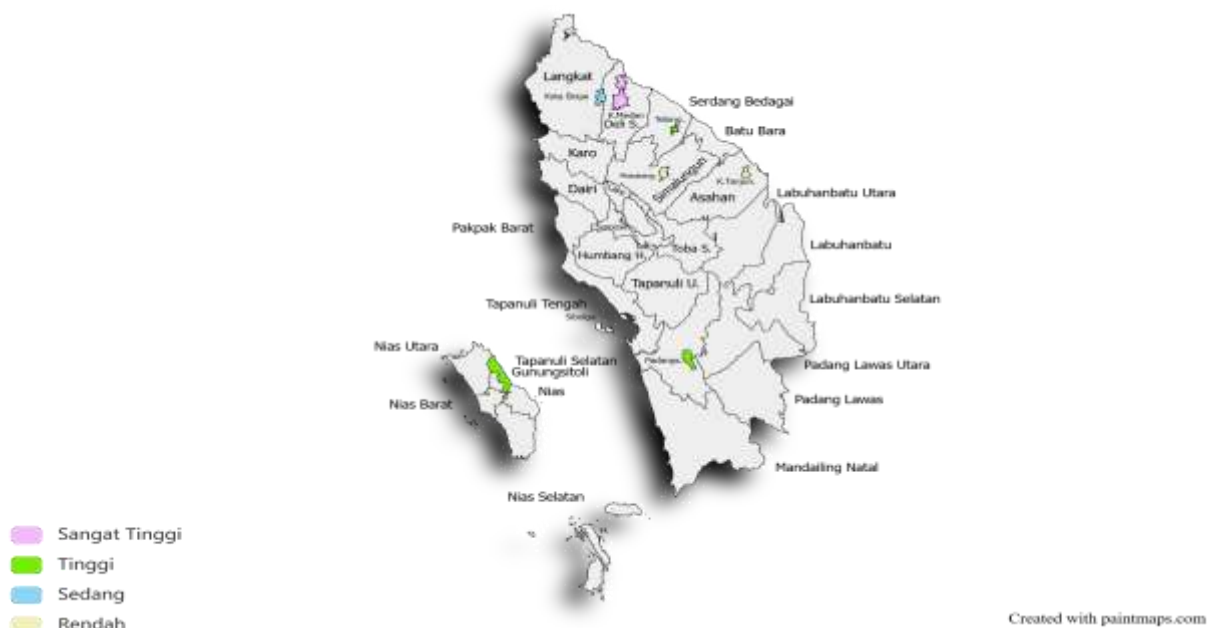 Langkat
Serdang Bedagai
K.Medan
Deli S.
Batu Bara
Karo
Simalungun
K.Tanjun.
Dairi
Asahan
Labuhanbatu Utara
Pakpak Barat
Labuhanbatu
Toba S.
Humbang H.
Tapanuli U.
Labuhanbatu Selatan
Tapanuli Tengah
Sibolga
Nias Utara
Tapanuli Selatan
Padangs.
Padang Lawas Utara
Gunungsitoli
Nias
Nias Barat
Padang Lawas
Mandailing Natal
Nias Selatan
Sangat Tinggi
Tinggi
Sedang
Rendah
Created with paintmaps.com